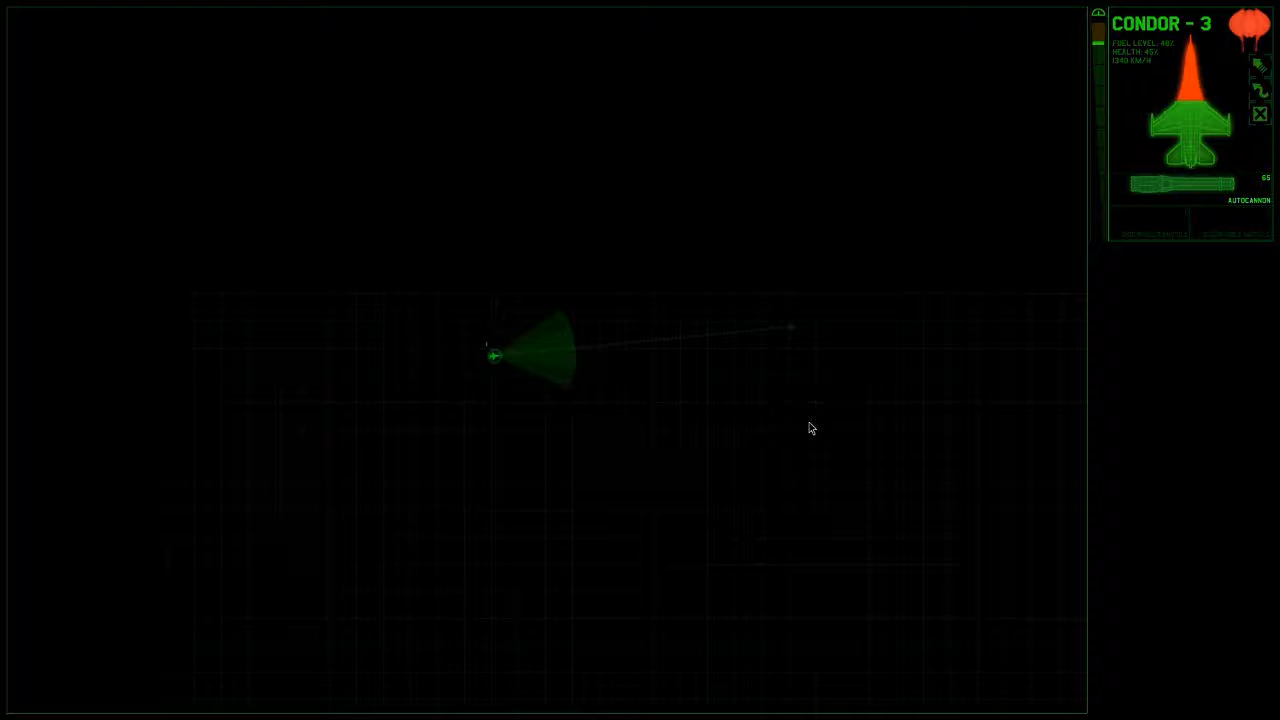 CONDOR - 3
FUEL LEVEL: 48%
HEALTH: 45%
1340 KM/H
65
AUTOCANNON